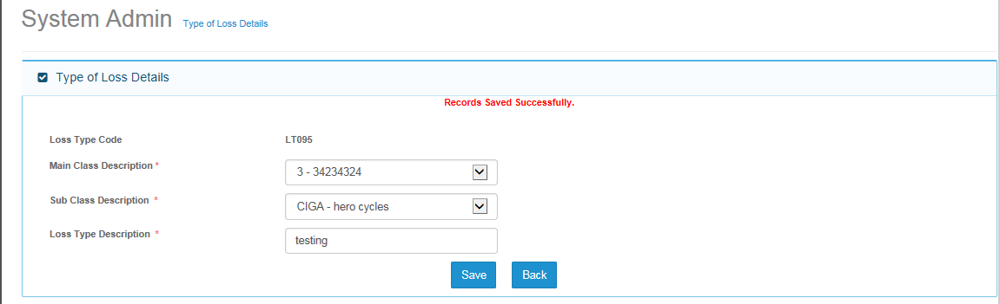 System Admin Type of Loss Details
Type of Loss Details
Records Saved Successfully.
Loss Type Code LT095
Main Class Description * 3 - 34234324
Sub Class Description * CIGA - hero cycles
Loss Type Description * testing
Save Back